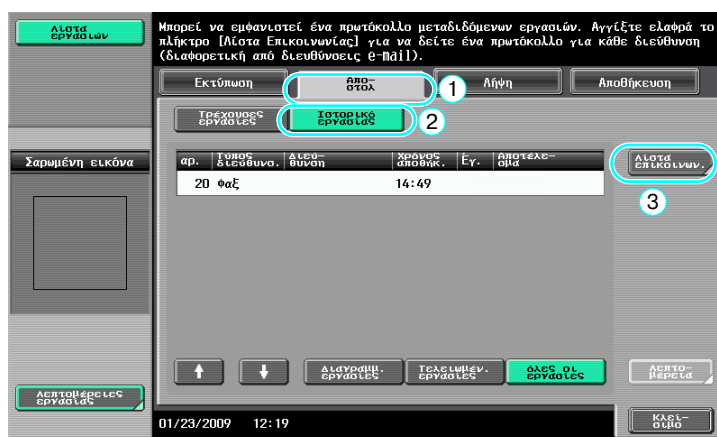 Λίστα
εργασιών
Μπορεί να εμφανιστεί ένα πρωτόκολλο μεταδιδόμενων εργασιών. Αγγίξτε ελαφρά το
πλήκτρο [Λίστα Επικοινωνίας] για να δείτε ένα πρωτόκολλο για κάθε διεύθυνση
(διαφορετική από διευθύνσεις e-mail).
Εκτύπωση
Απο-
στολ
1
Λήψη
Αποθήκευση
Τρέχουσες
εργασίες
Ιστορικό
εργασίας
2
Σαρωμένη εικόνα
αρ.
Τύπος
διεύθυνσ.
Διεύ-
θυνση
Χρόνος
αποθηκ.
Έγ.
Αποτέλε-
σμα
Λίστα
επικοινων.
20 Φαξ 14:49
3
Διαγραμμ.
εργασίες
Τελειωμέν.
εργασίες
όλες οι
εργασίες
Λεπτο-
μέρεια
Λεπτομέρειες
εργασίας
01/23/2009 12:19
Κλεί-
σιμο